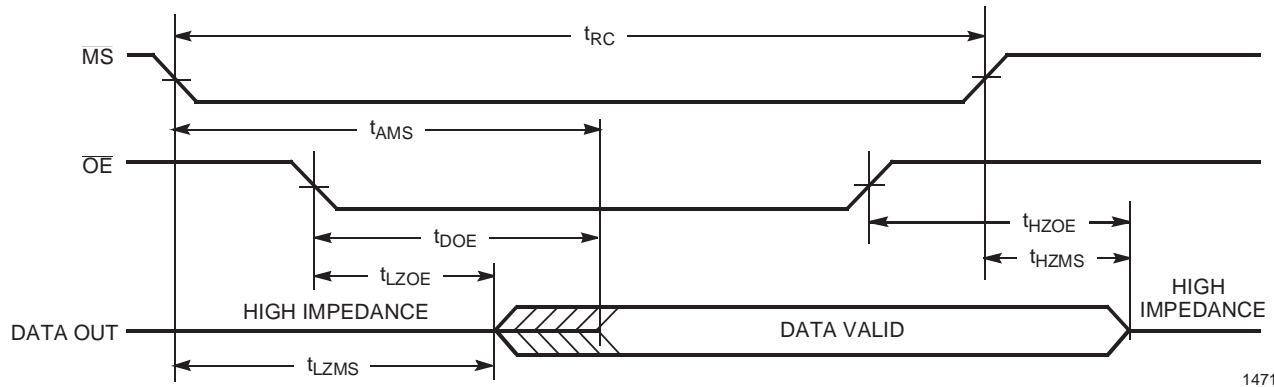 tRC
MS
tAMS
OE
tHZOE
tDOE
tHZMS
tLZOE
HIGH IMPEDANCE
HIGH IMPEDANCE
DATA OUT
DATA VALID
tLZMS
1471